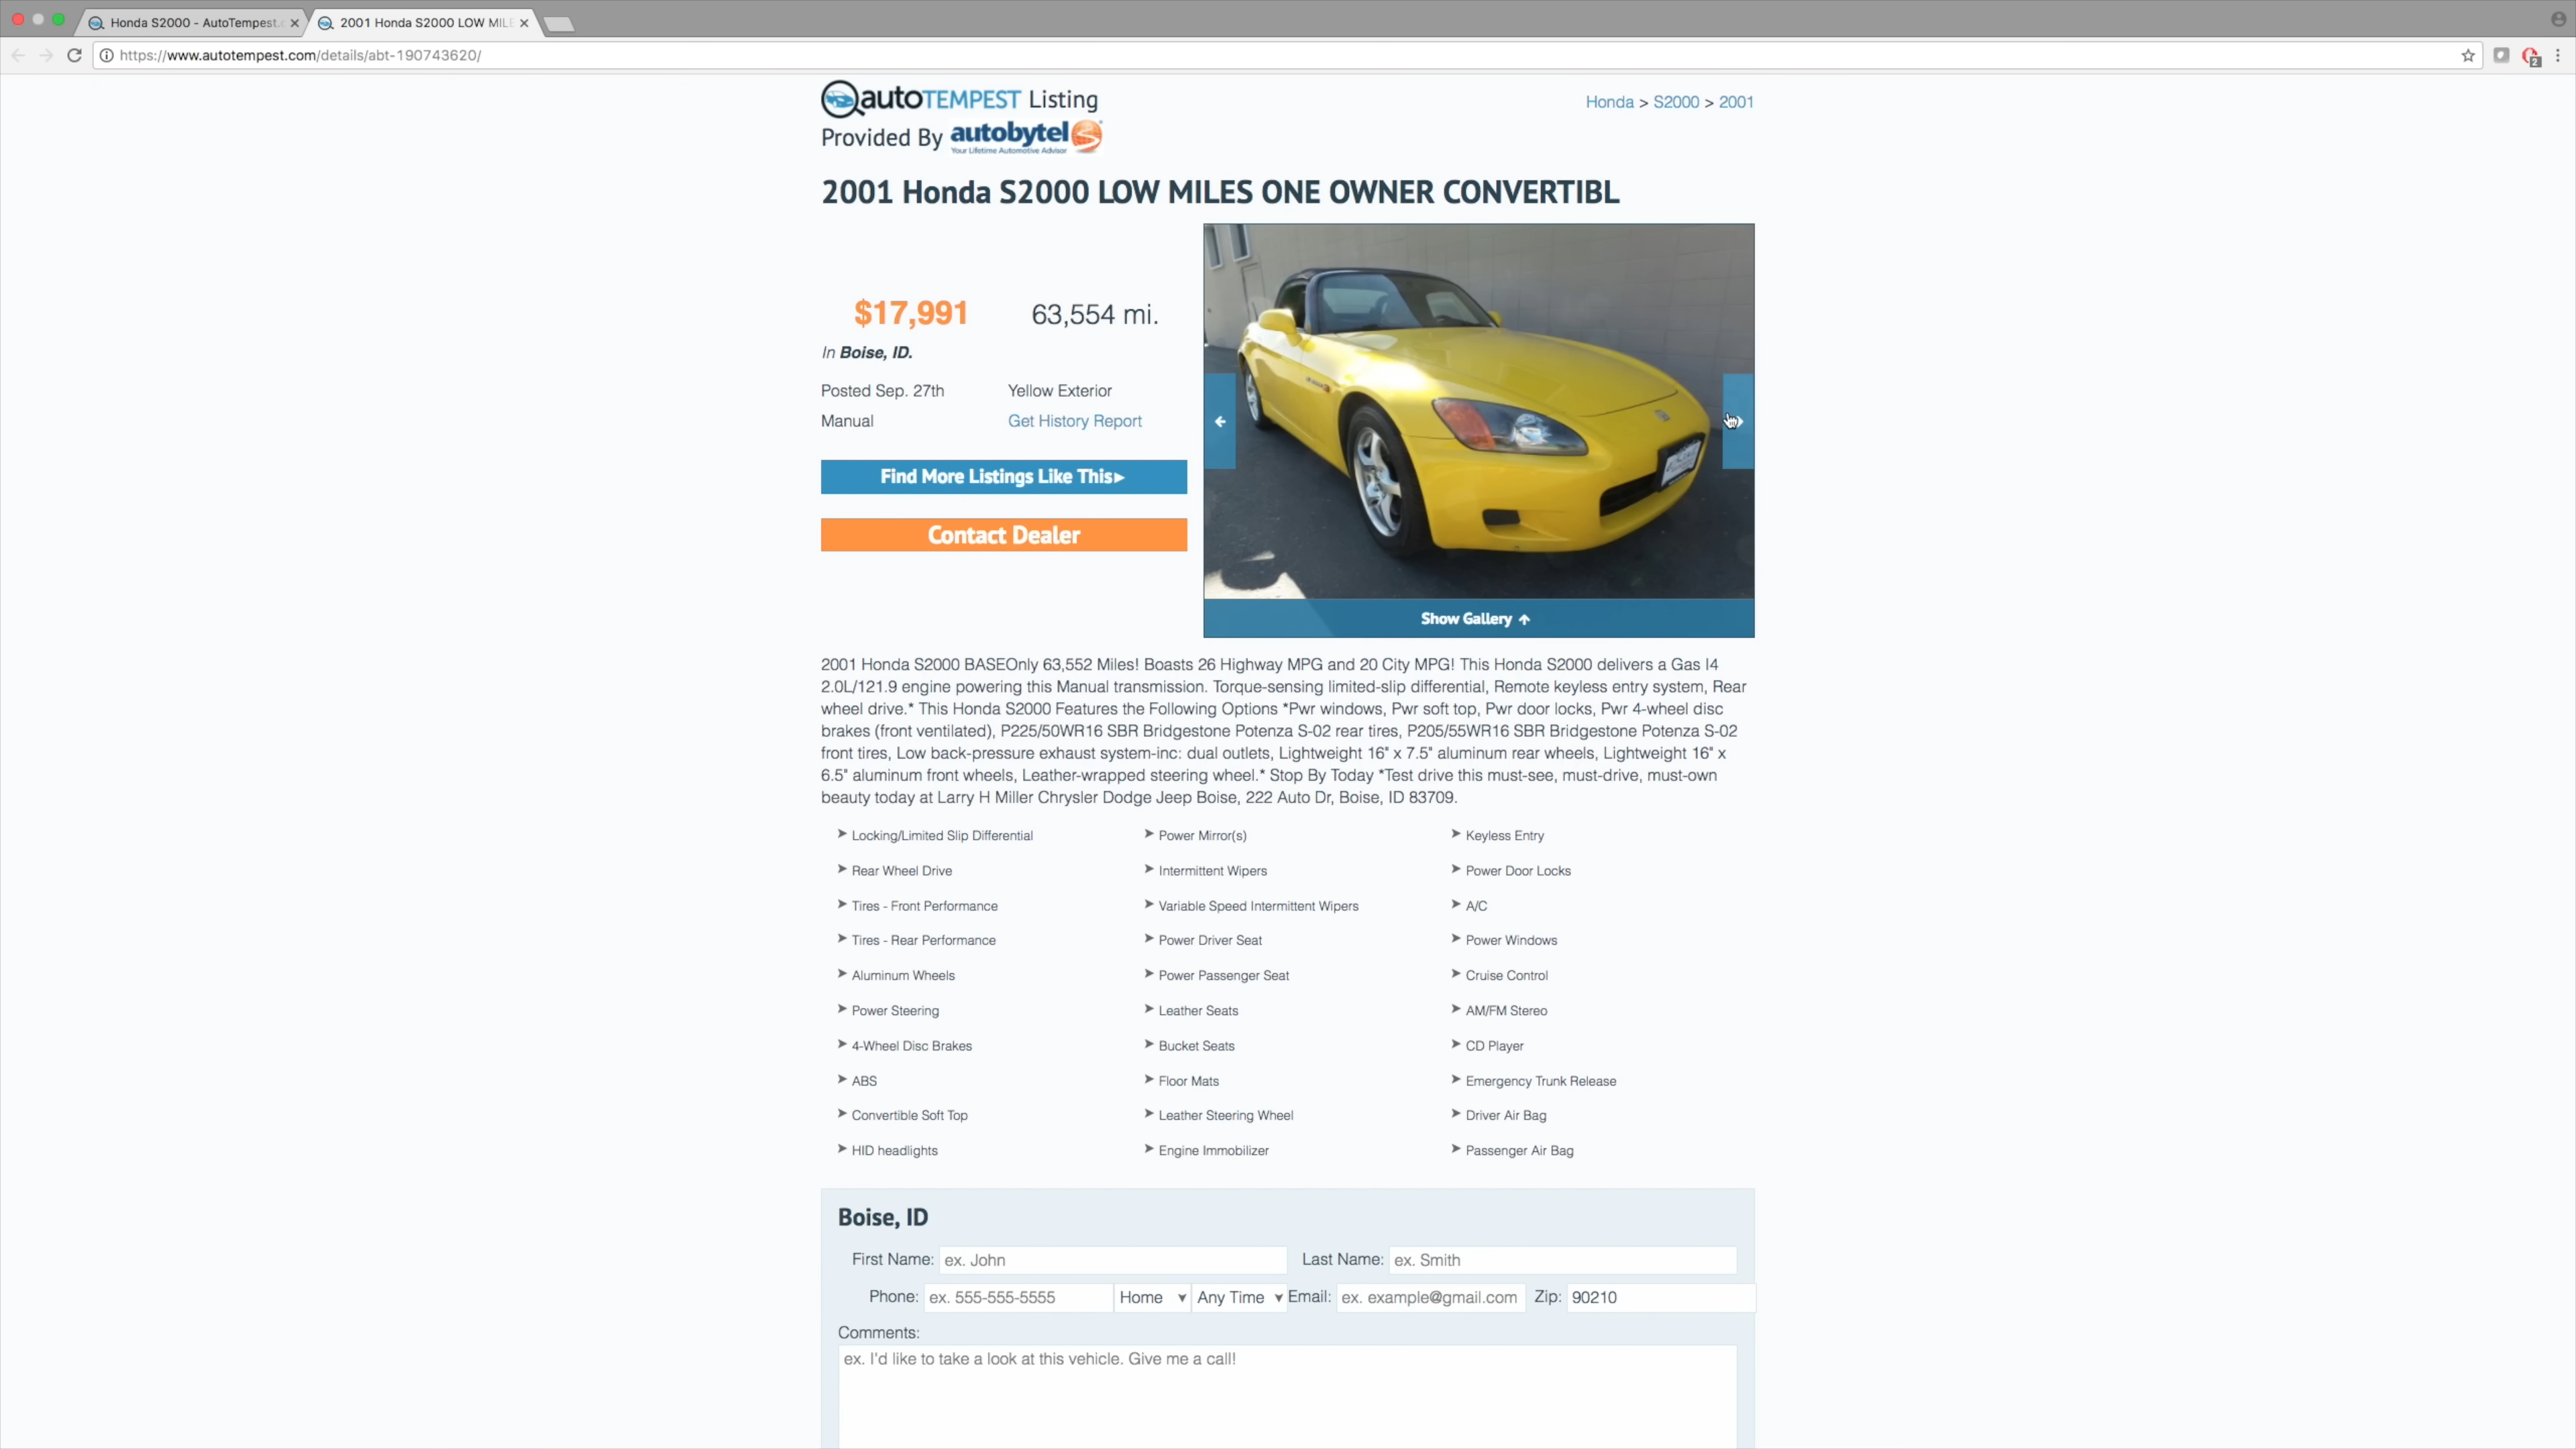 Honda S2000 - AutoTempest.c
2001 Honda S2000 LOW MILE
https://www.autotempest.com/details/abt-190743620/
2
autoTEMPEST Listing
Honda > S2000 > 2001
Provided By autobytel
Your Lifetime Automotive Advisor
2001 Honda S2000 LOW MILES ONE OWNER CONVERTIBL
$17,991 63,554 mi.
In Boise, ID.
Posted Sep. 27th Yellow Exterior
Manual Get History Report
Find More Listings Like This▸
Contact Dealer
Show Gallery
2001 Honda S2000 BASEOnly 63,552 Miles! Boasts 26 Highway MPG and 20 City MPG! This Honda S2000 delivers a Gas I4
2.0L/121.9 engine powering this Manual transmission. Torque-sensing limited-slip differential, Remote keyless entry system, Rear
wheel drive.* This Honda S2000 Features the Following Options *Pwr windows, Pwr soft top, Pwr door locks, Pwr 4-wheel disc
brakes (front ventilated), P225/50WR16 SBR Bridgestone Potenza S-02 rear tires, P205/55WR16 SBR Bridgestone Potenza S-02
front tires, Low back-pressure exhaust system-inc: dual outlets, Lightweight 16" x 7.5" aluminum rear wheels, Lightweight 16" x
6.5" aluminum front wheels, Leather-wrapped steering wheel.* Stop By Today *Test drive this must-see, must-drive, must-own
beauty today at Larry H Miller Chrysler Dodge Jeep Boise, 222 Auto Dr, Boise, ID 83709.
Locking/Limited Slip Differential Power Mirror(s) Keyless Entry
Rear Wheel Drive Intermittent Wipers Power Door Locks
Tires - Front Performance Variable Speed Intermittent Wipers A/C
Tires - Rear Performance Power Driver Seat Power Windows
Aluminum Wheels Power Passenger Seat Cruise Control
Power Steering Leather Seats AM/FM Stereo
4-Wheel Disc Brakes Bucket Seats CD Player
ABS Floor Mats Emergency Trunk Release
Convertible Soft Top Leather Steering Wheel Driver Air Bag
HID headlights Engine Immobilizer Passenger Air Bag
Boise, ID
First Name: ex. John Last Name: ex. Smith
Phone: ex. 555-555-5555 Home Any Time Email: ex. example@gmail.com Zip: 90210
Comments:
ex. I'd like to take a look at this vehicle. Give me a call!